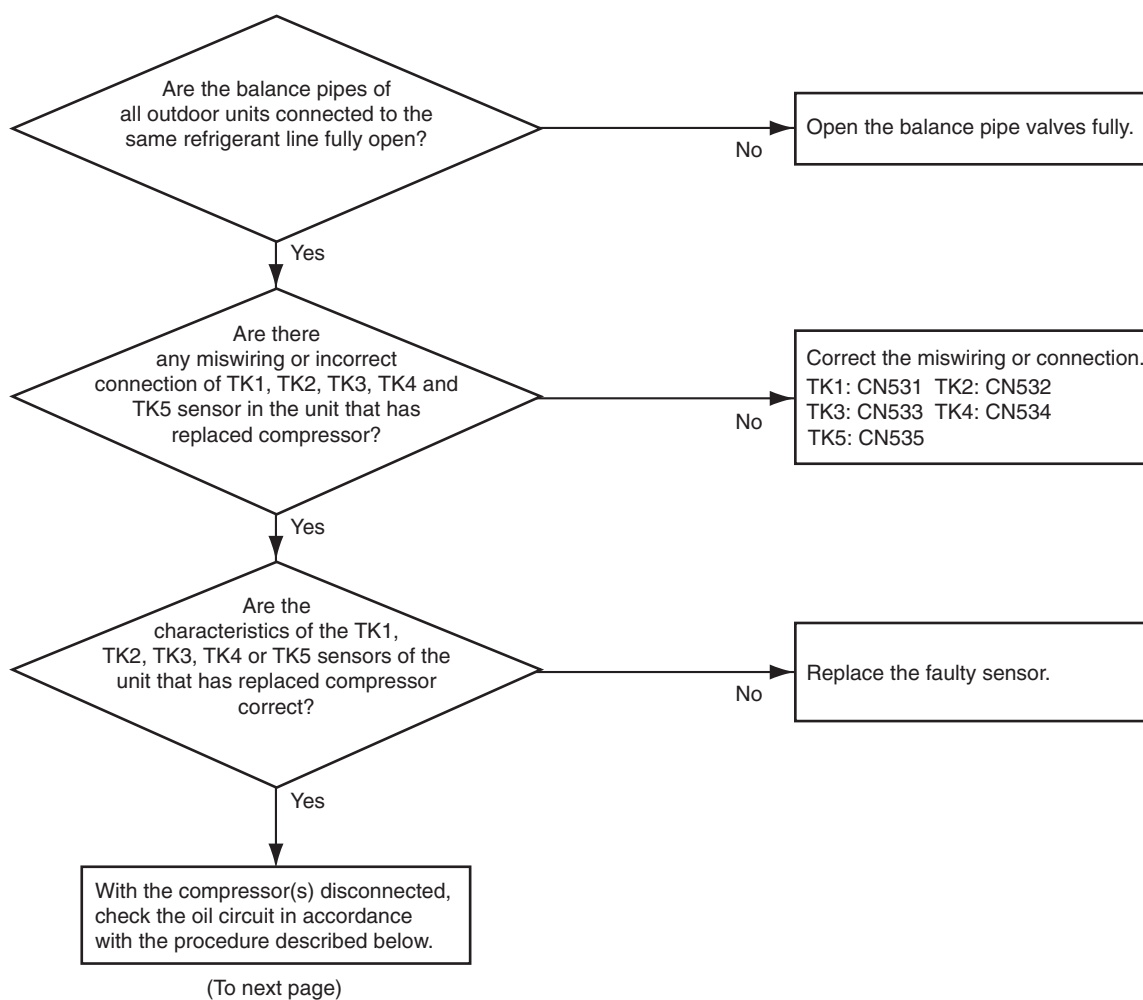 Are the balance pipes of
all outdoor units connected to the
same refrigerant line fully open?
No
Open the balance pipe valves fully.
Yes
Are there
any miswiring or incorrect
connection of TK1, TK2, TK3, TK4 and
TK5 sensor in the unit that has
replaced compressor?
No
Correct the miswiring or connection.
TK1: CN531 TK2: CN532
TK3: CN533 TK4: CN534
TK5: CN535
Yes
Are the
characteristics of the TK1,
TK2, TK3, TK4 or TK5 sensors of the
unit that has replaced compressor
correct?
No
Replace the faulty sensor.
Yes
With the compressor(s) disconnected,
check the oil circuit in accordance
with the procedure described below.
(To next page)